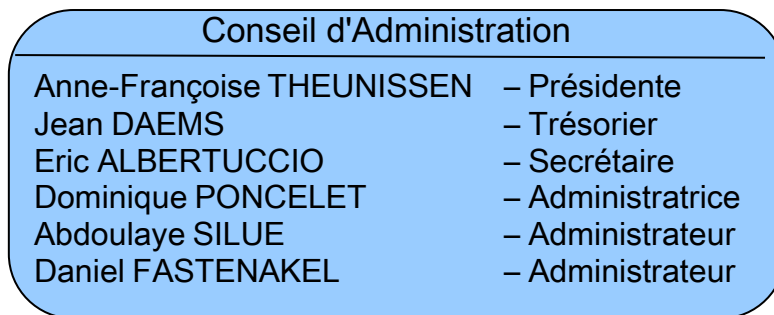 Conseil d'Administration
Anne-Françoise THEUNISSEN – Présidente
Jean DAEMS – Trésorier
Eric ALBERTUCCIO – Secrétaire
Dominique PONCELET – Administratrice
Abdoulaye SILUE – Administrateur
Daniel FASTENAKEL – Administrateur